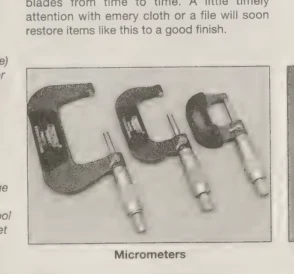 blades from time to time. A little timely
attention with emery cloth or a file will soon
restore items like this to a good finish.
Micrometers